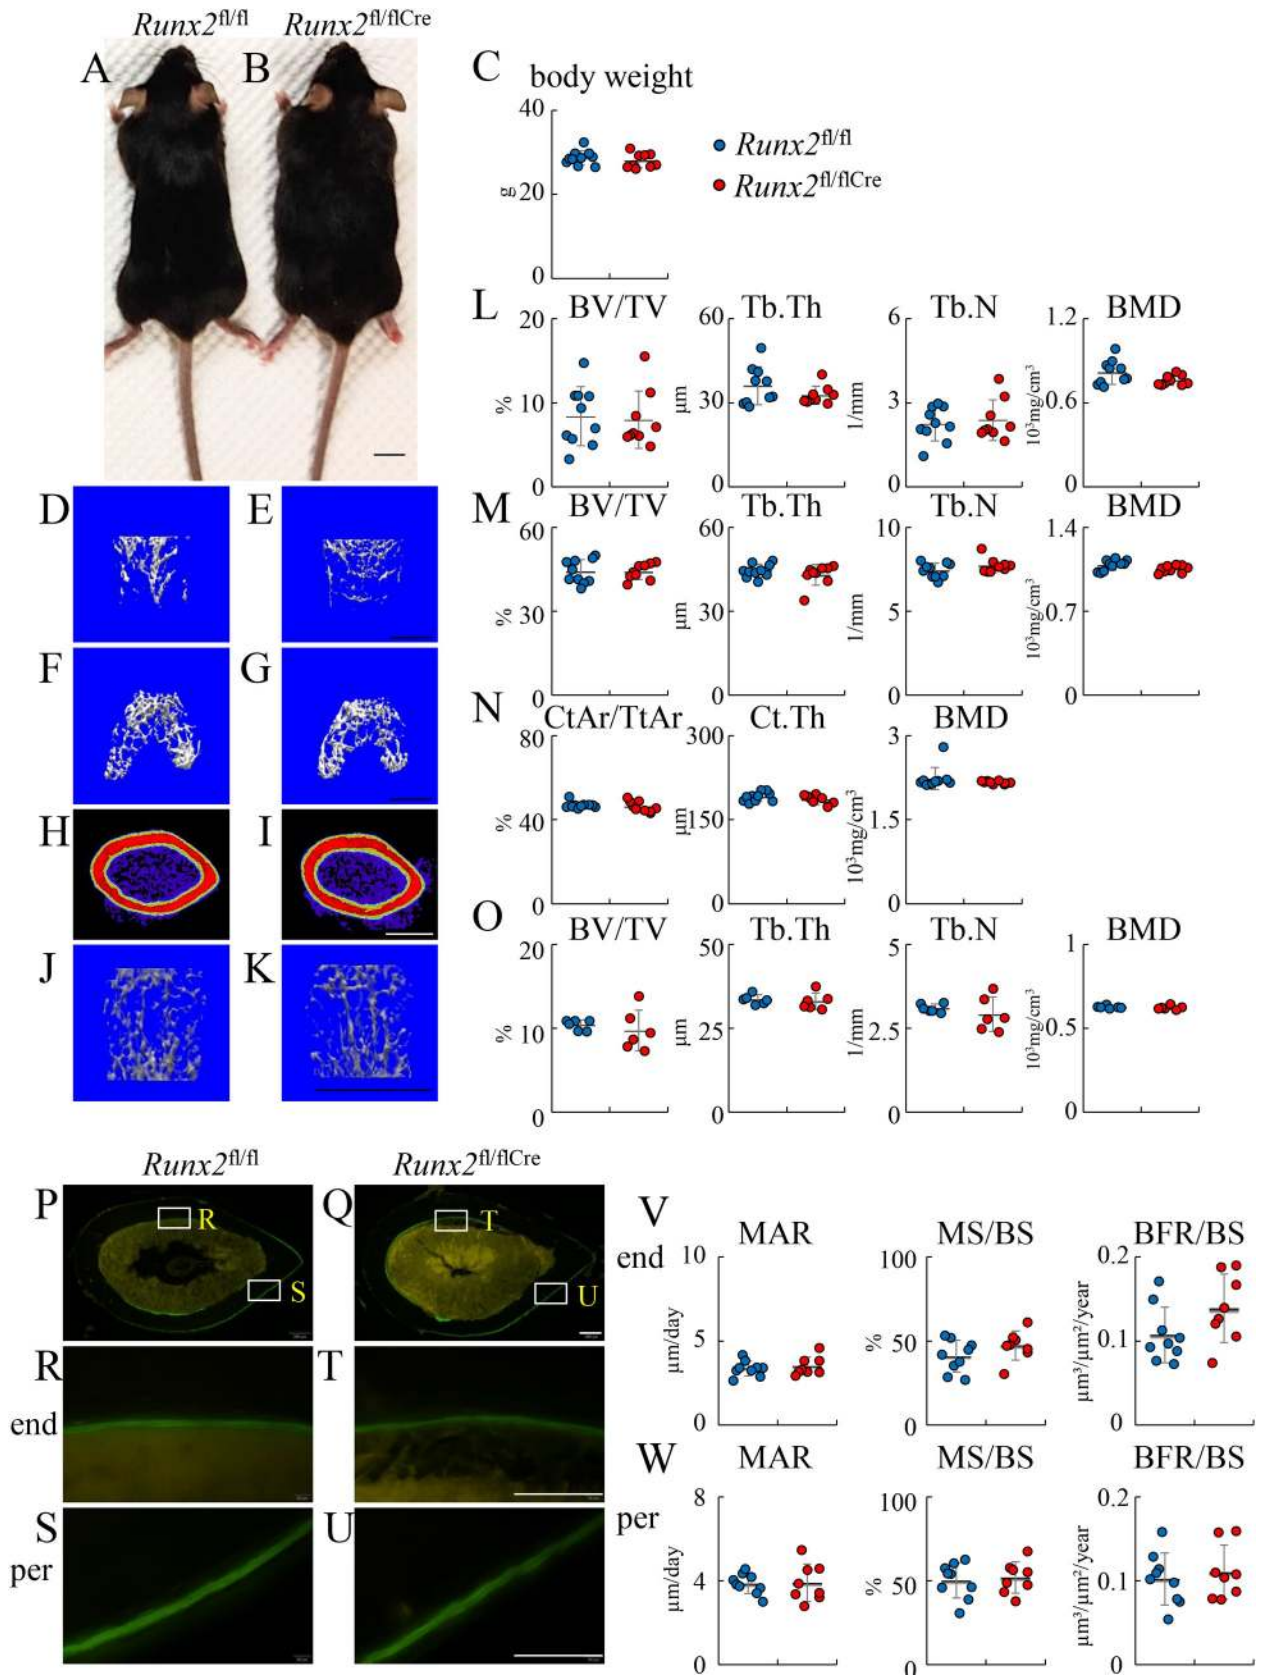 Runx2fl/fl Runx2fl/flCre
A B
C body weight
40
20
0
g
Runx2fl/fl
Runx2fl/flCre
L BV/TV Tb.Th Tb.N BMD
20 60 6 1.2
10 30 3 0.6
0 0 0 0
% µm 1/mm 10³mg/cm³
D E
M BV/TV Tb.Th Tb.N BMD
60 60 10 1.4
30 30 5 0.7
0 0 0 0
% µm 1/mm 10³mg/cm³
F G
N CtAr/TtAr Ct.Th BMD
80 300 3
40 150 1.5
0 0 0
% µm 10³mg/cm³
H I
O BV/TV Tb.Th Tb.N BMD
20 50 5 1
10 25 2.5 0.5
0 0 0 0
% µm 1/mm 10³mg/cm³
J K
Runx2fl/fl Runx2fl/flCre
P R S
Q T U
R T
end
S U
per
V
end
MAR MS/BS BFR/BS
10 100 0.2
5 50 0.1
0 0 0
µm/day % µm³/µm²/year
W
per
MAR MS/BS BFR/BS
8 100 0.2
4 50 0.1
0 0 0
µm/day % µm³/µm²/year